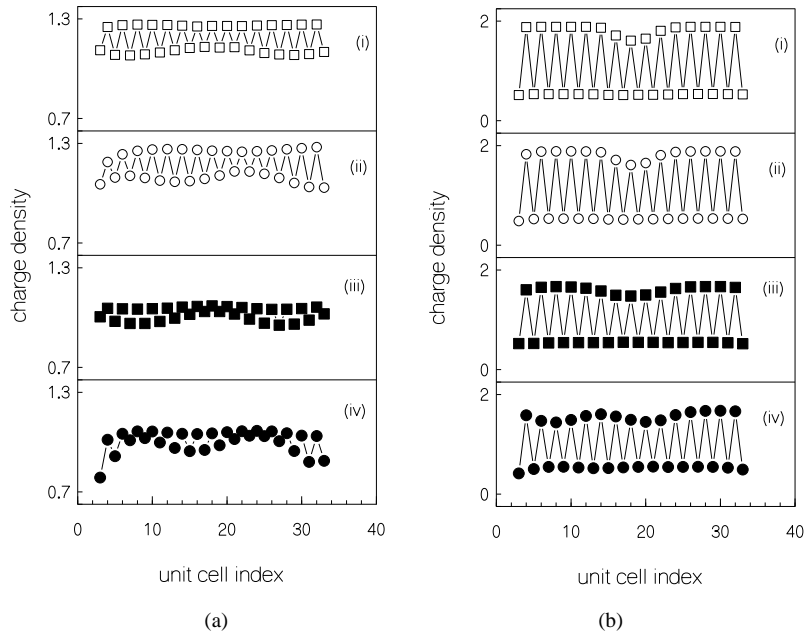 1.3
(i)
0.7
1.3
(ii)
0.7
1.3
(iii)
0.7
1.3
(iv)
0.7
0 10 20 30 40
charge density
unit cell index
(a)
2
(i)
0
2
(ii)
0
2
(iii)
0
2
(iv)
0
0 10 20 30 40
charge density
unit cell index
(b)